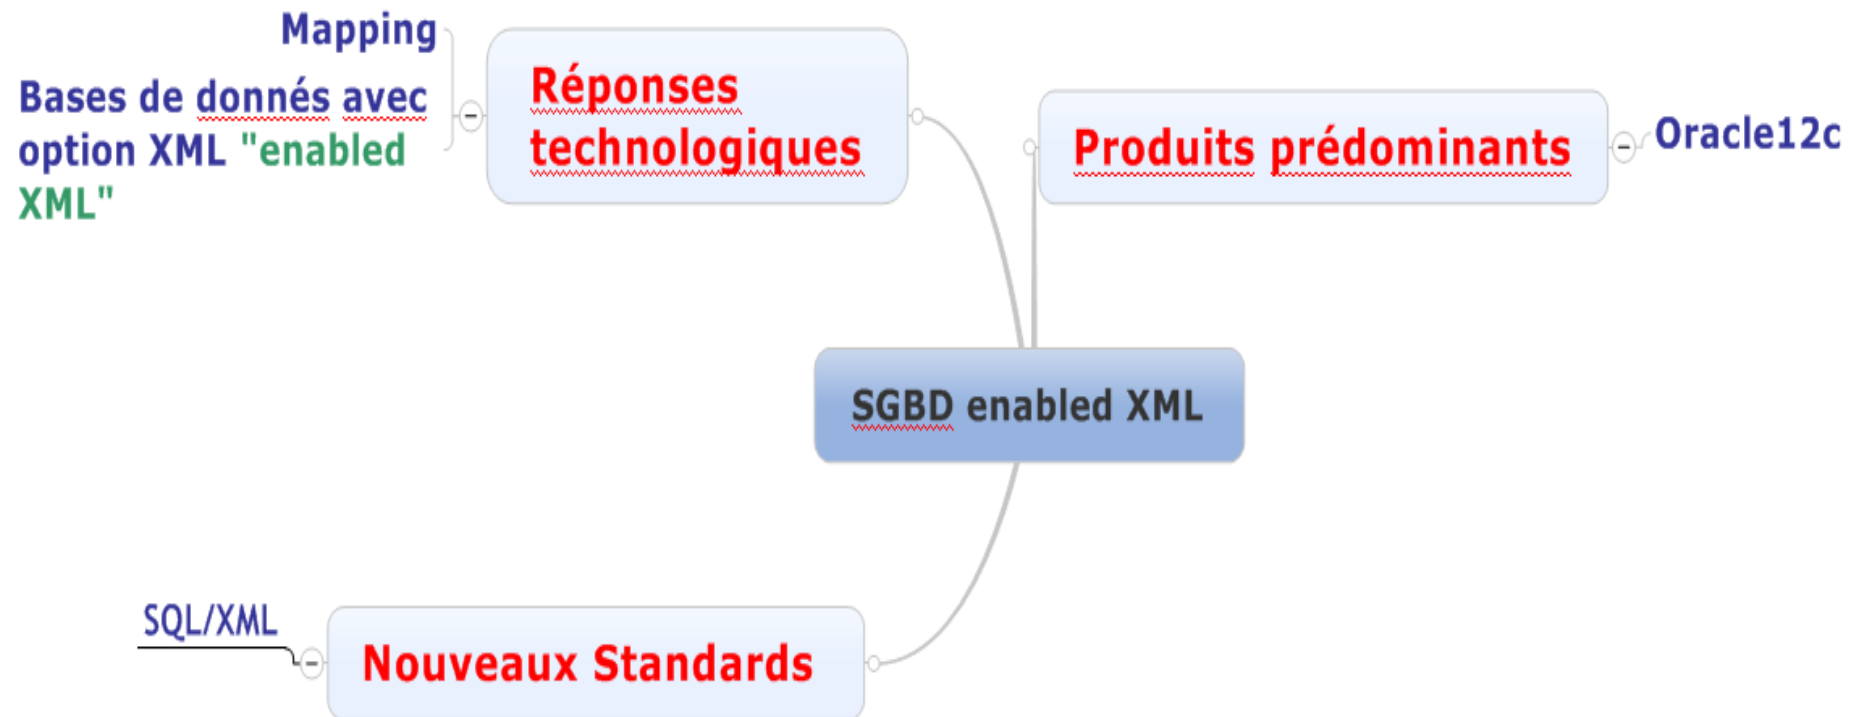 Mapping
Bases de donnés avec
option XML "enabled
XML"
Réponses
technologiques
Produits prédominants
Oracle12c
SGBD enabled XML
SQL/XML
Nouveaux Standards